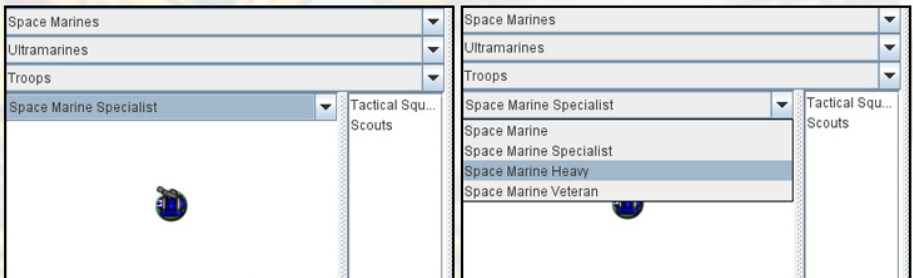 Space Marines
Ultramarines
Troops
Space Marine Specialist
Tactical Squ...
Scouts
Space Marines
Ultramarines
Troops
Space Marine Specialist
Space Marine
Space Marine Specialist
Space Marine Heavy
Space Marine Veteran
Tactical Squ...
Scouts